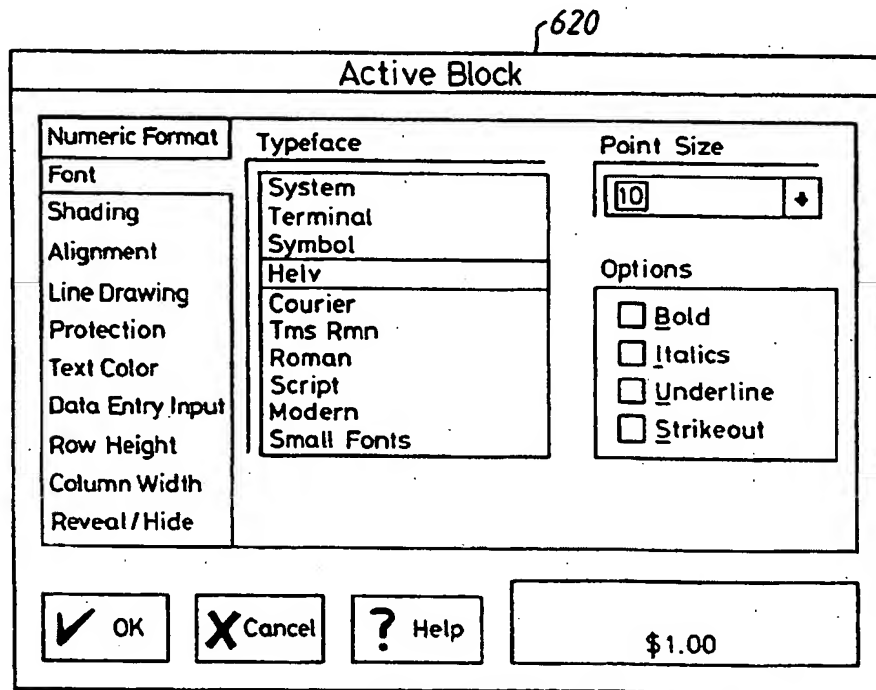 620
Active Block
Numeric Format
Font
Shading
Alignment
Line Drawing
Protection
Text Color
Data Entry Input
Row Height
Column Width
Reveal/Hide
Typeface
System
Terminal
Symbol
Helv
Courier
Tms Rmn
Roman
Script
Modern
Small Fonts
Point Size
10
Options
Bold
Italics
Underline
Strikeout
OK
Cancel
? Help
$1.00